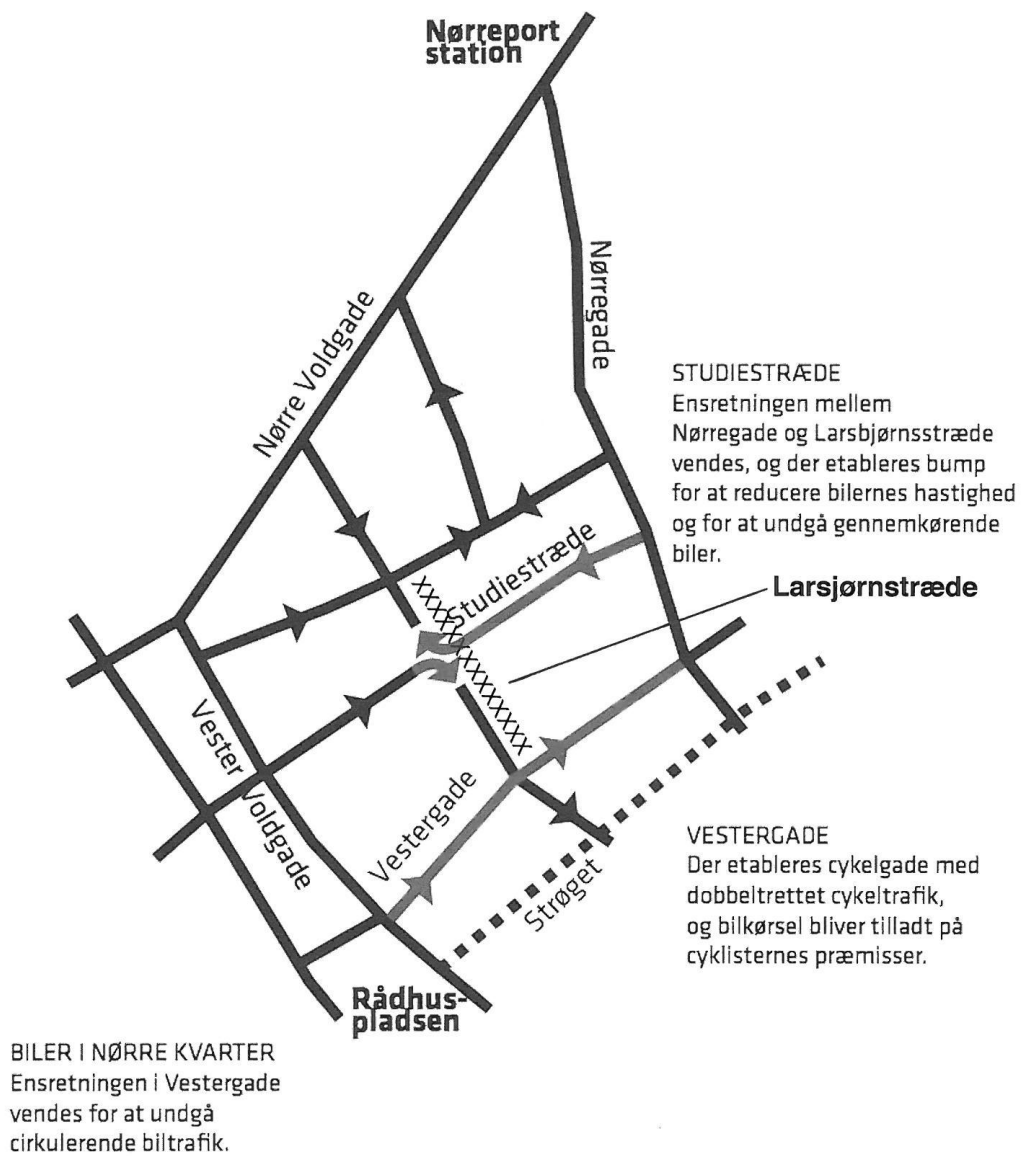 Nørreport
station
Nørre Voldgade
Nørregade
STUDIESTRÆDE
Ensretningen mellem
Nørregade og Larsbjørnsstræde
vendes, og der etableres bump
for at reducere bilernes hastighed
og for at undgå gennemkørende
biler.
Studiestræde
Larsjørnstræde
xxxxxxxxxxxxxxxx
Vester Voldgade
Vestergade
Strøget
VESTERGADE
Der etableres cykelgade med
dobbeltrettet cykeltrafik,
og bilkørsel bliver tilladt på
cyklisternes præmisser.
Rådhus-
pladsen
BILER I NØRRE KVARTER
Ensretningen i Vestergade
vendes for at undgå
cirkulerende biltrafik.